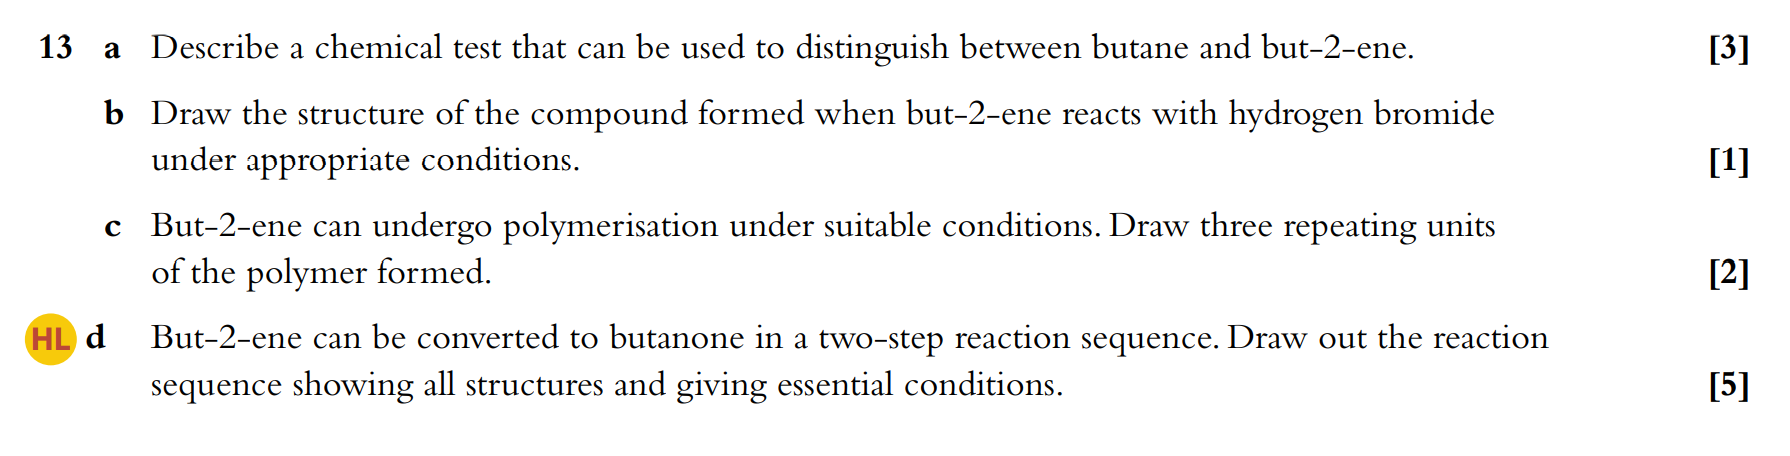 13 a Describe a chemical test that can be used to distinguish between butane and but-2-ene. [3]
b Draw the structure of the compound formed when but-2-ene reacts with hydrogen bromide
under appropriate conditions. [1]
c But-2-ene can undergo polymerisation under suitable conditions. Draw three repeating units
of the polymer formed. [2]
HL d But-2-ene can be converted to butanone in a two-step reaction sequence. Draw out the reaction
sequence showing all structures and giving essential conditions. [5]